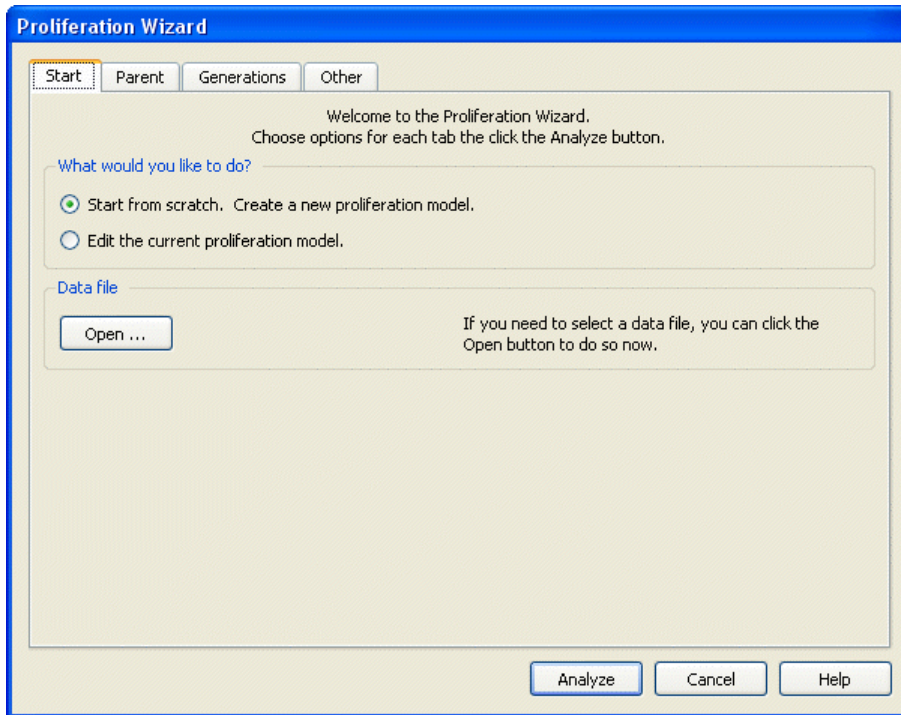 Proliferation Wizard
Start Parent Generations Other
Welcome to the Proliferation Wizard.
Choose options for each tab the click the Analyze button.
What would you like to do?
Start from scratch. Create a new proliferation model.
Edit the current proliferation model.
Data file
Open ...
If you need to select a data file, you can click the
Open button to do so now.
Analyze Cancel Help